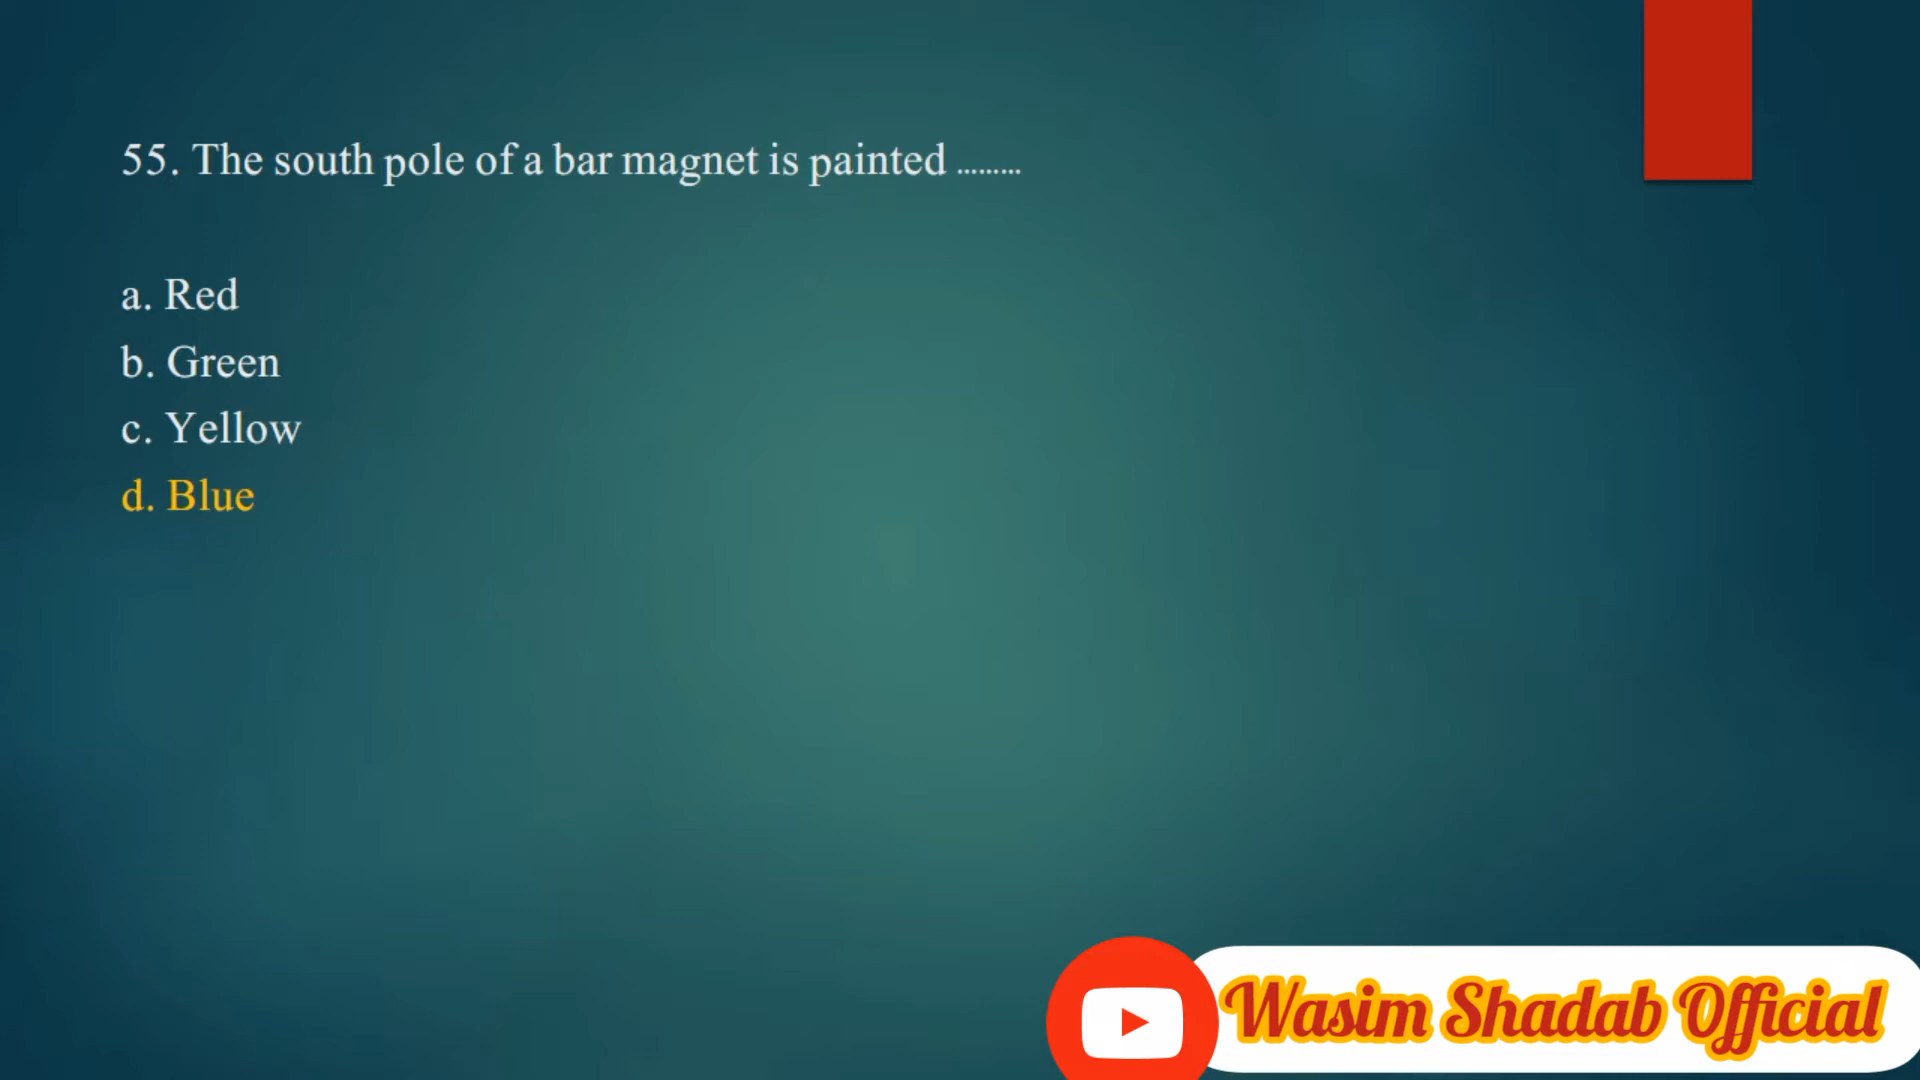 55. The south pole of a bar magnet is painted .........
a. Red
b. Green
c. Yellow
d. Blue
Wasim Shadab Official